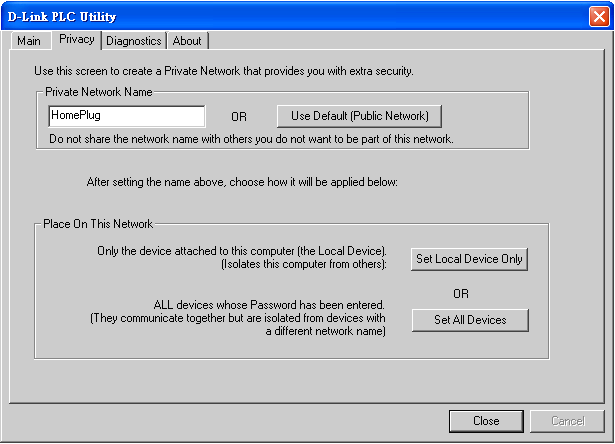 D-Link PLC Utility
Main Privacy Diagnostics About
Use this screen to create a Private Network that provides you with extra security.
Private Network Name
HomePlug OR Use Default (Public Network)
Do not share the network name with others you do not want to be part of this network.
After setting the name above, choose how it will be applied below:
Place On This Network
Only the device attached to this computer (the Local Device).
(Isolates this computer from others):
Set Local Device Only
OR
ALL devices whose Password has been entered.
(They communicate together but are isolated from devices with
a different network name)
Set All Devices
Close Cancel